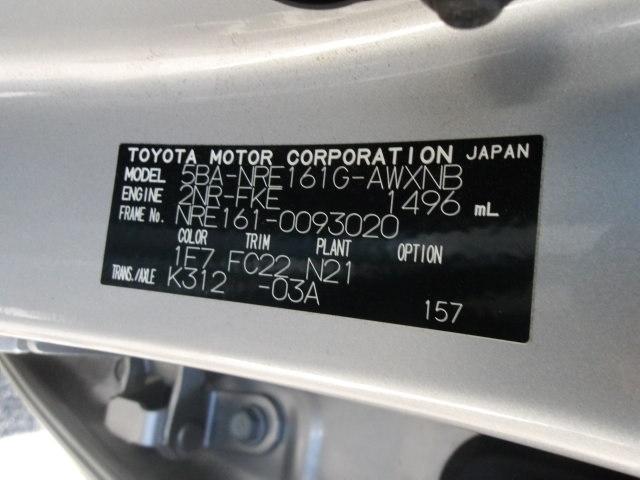 TOYOTA MOTOR CORPORATION JAPAN
MODEL 5BA-NRE161G-AWXNB
ENGINE 2NR-FKE 1496 mL
FRAME No. NRE161-0093020
COLOR TRIM PLANT OPTION
1E7 FC22 N21
TRANS./AXLE K312 -03A
157